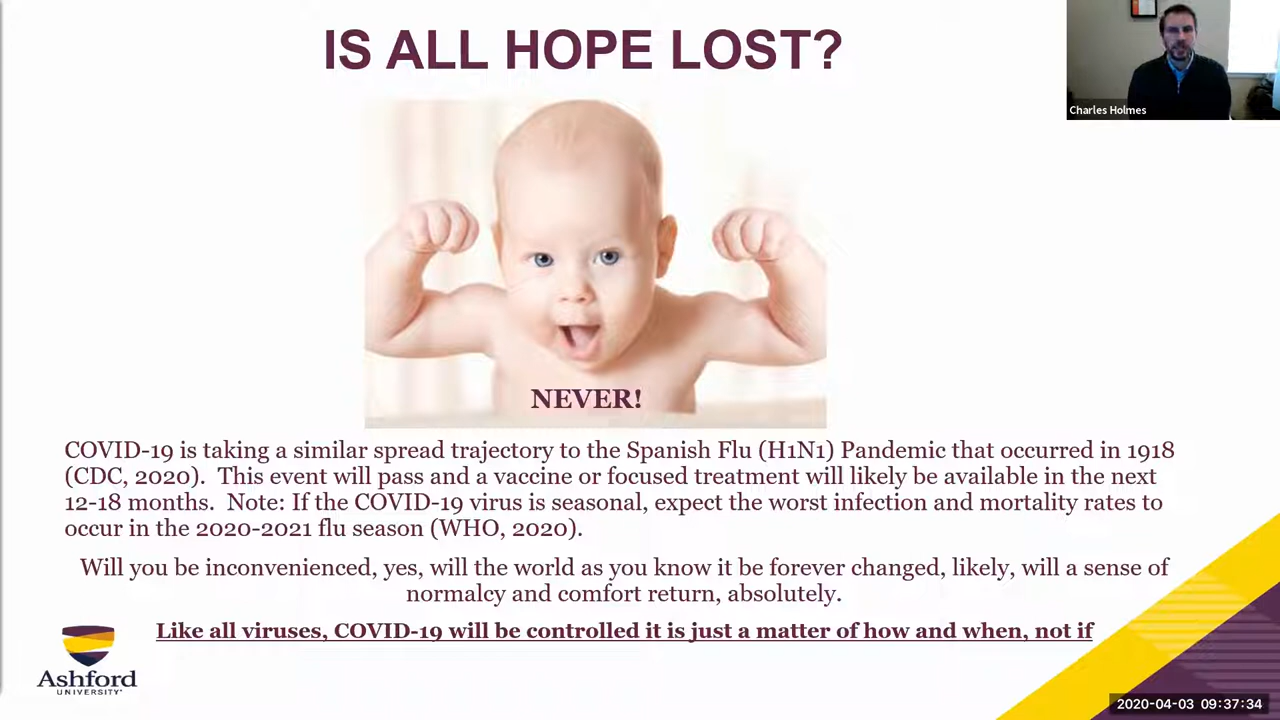 IS ALL HOPE LOST?
Charles Holmes
NEVER!
COVID-19 is taking a similar spread trajectory to the Spanish Flu (H1N1) Pandemic that occurred in 1918
(CDC, 2020).  This event will pass and a vaccine or focused treatment will likely be available in the next
12-18 months.  Note: If the COVID-19 virus is seasonal, expect the worst infection and mortality rates to
occur in the 2020-2021 flu season (WHO, 2020).
Will you be inconvenienced, yes, will the world as you know it be forever changed, likely, will a sense of
normalcy and comfort return, absolutely.
Like all viruses, COVID-19 will be controlled it is just a matter of how and when, not if
Ashford
UNIVERSITY
2020-04-03 09:37:34